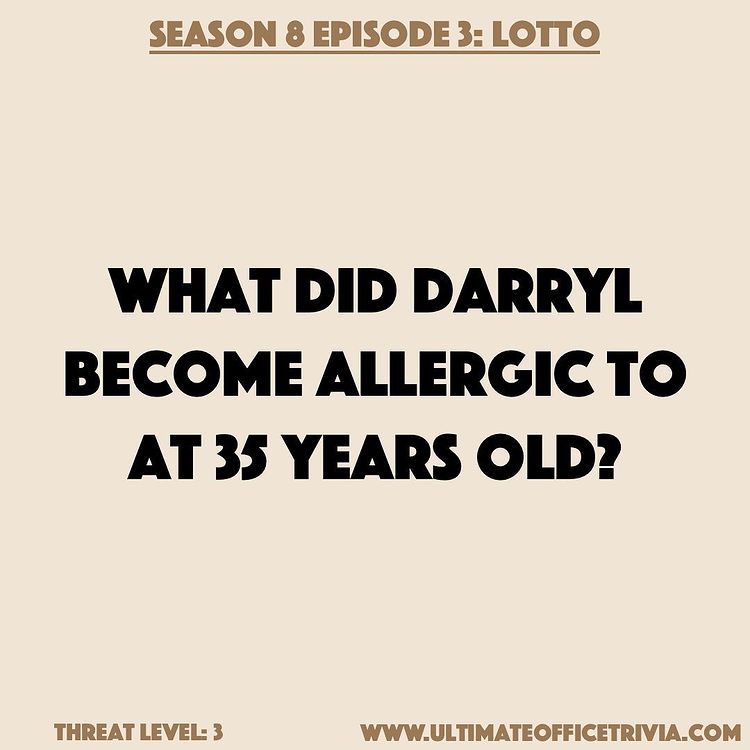 SEASON 8 EPISODE 3: LOTTO
WHAT DID DARRYL
BECOME ALLERGIC TO
AT 35 YEARS OLD?
THREAT LEVEL: 3
WWW.ULTIMATEOFFICETRIVIA.COM